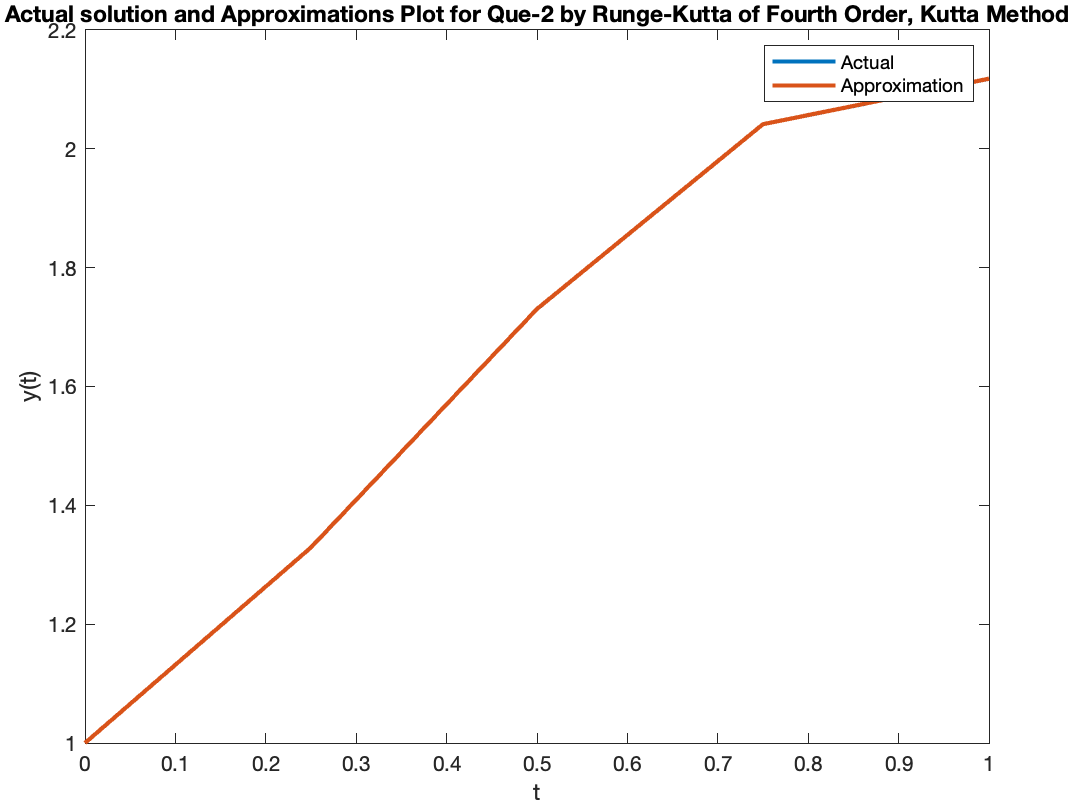 Actual solution and Approximations Plot for Que-2 by Runge-Kutta of Fourth Order, Kutta Method
2.2
2
1.8
1.6
1.4
1.2
1
y(t)
Actual
Approximation
0 0.1 0.2 0.3 0.4 0.5 0.6 0.7 0.8 0.9 1
t